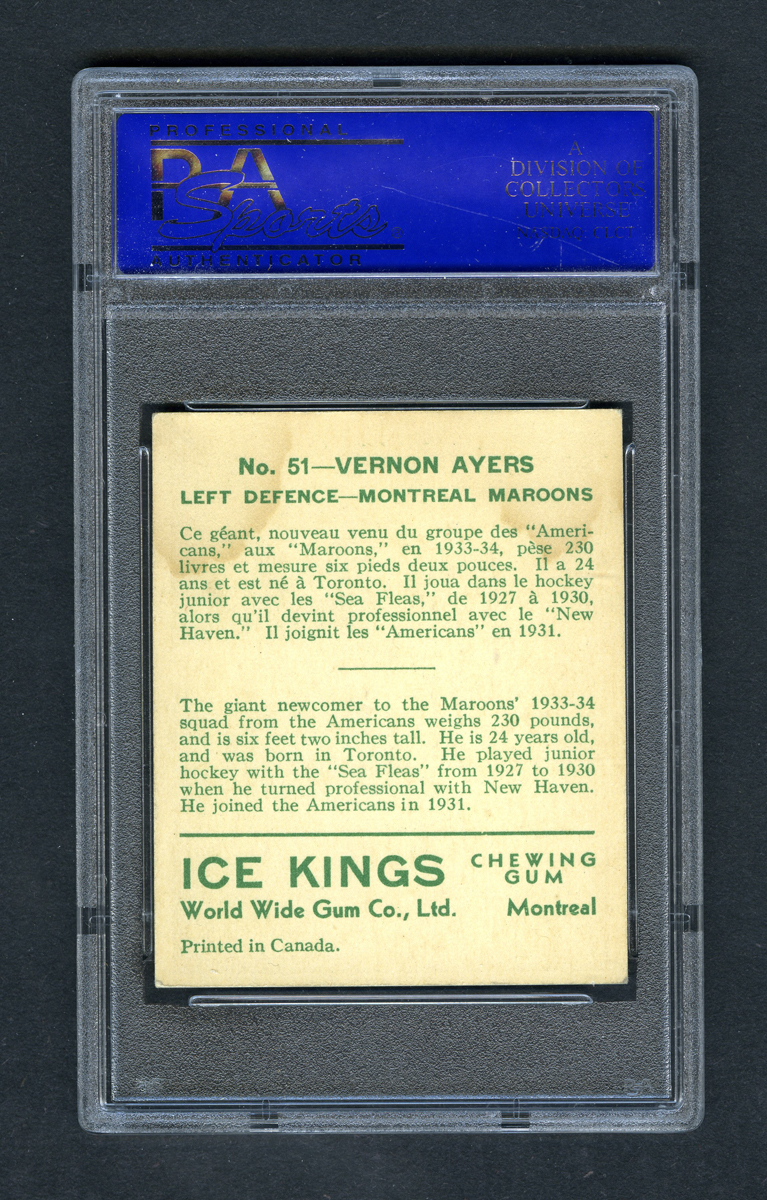 PROFESSIONAL
PSA
Sports
AUTHENTICATOR
A
DIVISION OF
COLLECTORS
UNIVERSE
NASDAQ: CLCT
No. 51—VERNON AYERS
LEFT DEFENCE—MONTREAL MAROONS
Ce géant, nouveau venu du groupe des "Ameri-
cans," aux "Maroons," en 1933-34, pèse 230
livres et mesure six pieds deux pouces. Il a 24
ans et est né à Toronto. Il joua dans le hockey
junior avec les "Sea Fleas," de 1927 à 1930,
alors qu'il devint professionnel avec le "New
Haven." Il joignit les "Americans" en 1931.
The giant newcomer to the Maroons' 1933-34
squad from the Americans weighs 230 pounds,
and is six feet two inches tall. He is 24 years old,
and was born in Toronto. He played junior
hockey with the "Sea Fleas" from 1927 to 1930
when he turned professional with New Haven.
He joined the Americans in 1931.
ICE KINGS CHEWING
GUM
World Wide Gum Co., Ltd. Montreal
Printed in Canada.